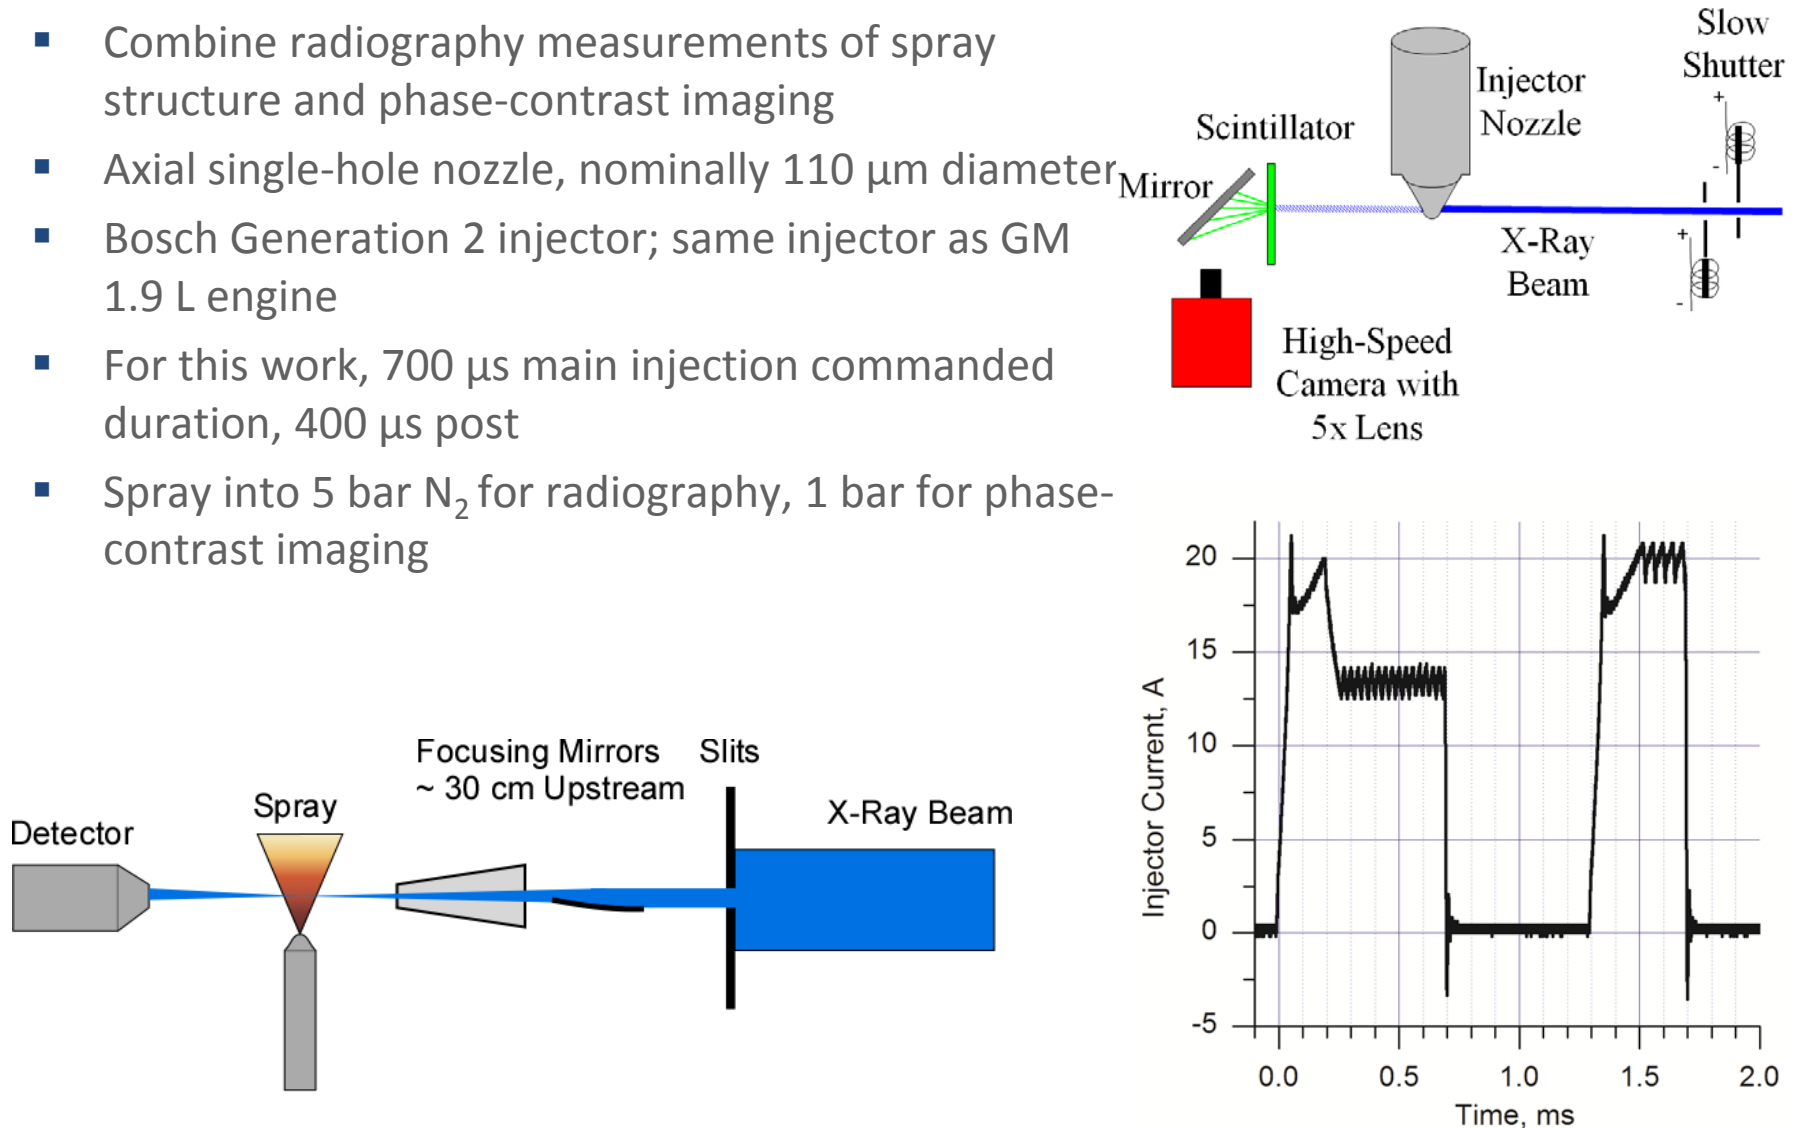 ▪ Combine radiography measurements of spray
structure and phase-contrast imaging
▪ Axial single-hole nozzle, nominally 110 μm diameter
▪ Bosch Generation 2 injector; same injector as GM
1.9 L engine
▪ For this work, 700 μs main injection commanded
duration, 400 μs post
▪ Spray into 5 bar N₂ for radiography, 1 bar for phase-
contrast imaging
Slow
Shutter
Injector
Nozzle
Scintillator
Mirror
+
-
+
-
X-Ray
Beam
High-Speed
Camera with
5x Lens
Focusing Mirrors
~ 30 cm Upstream
Slits
Spray
Detector
X-Ray Beam
Injector Current, A
20
15
10
5
0
-5
0.0 0.5 1.0 1.5 2.0
Time, ms